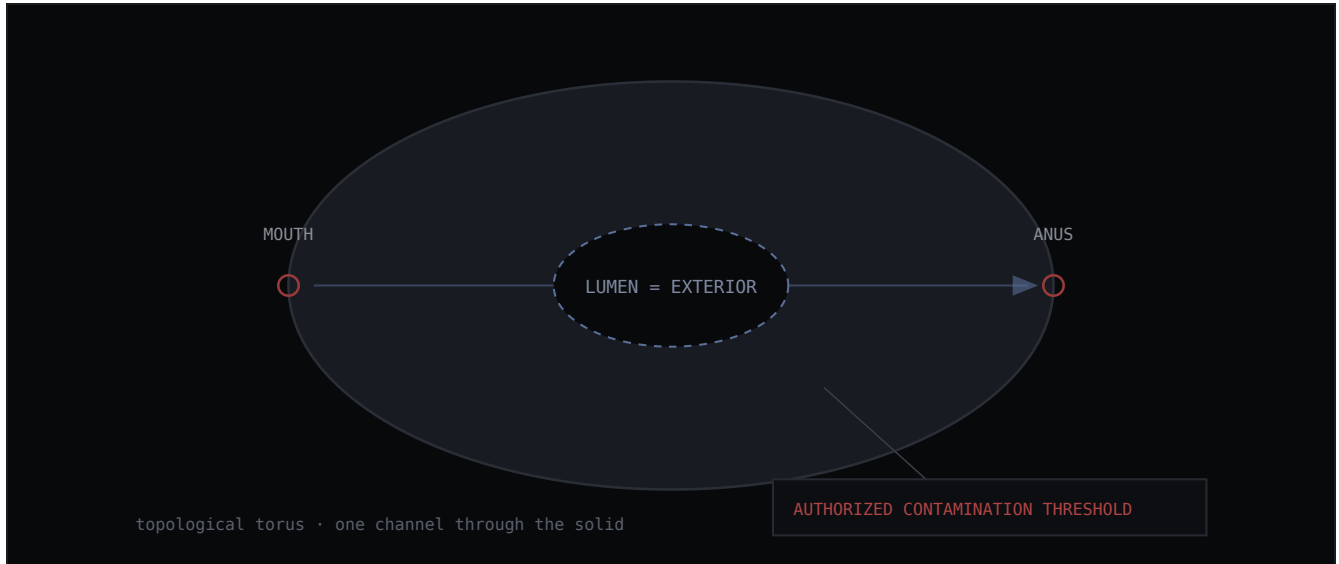 MOUTH
ANUS
LUMEN = EXTERIOR
AUTHORIZED CONTAMINATION THRESHOLD
topological torus · one channel through the solid